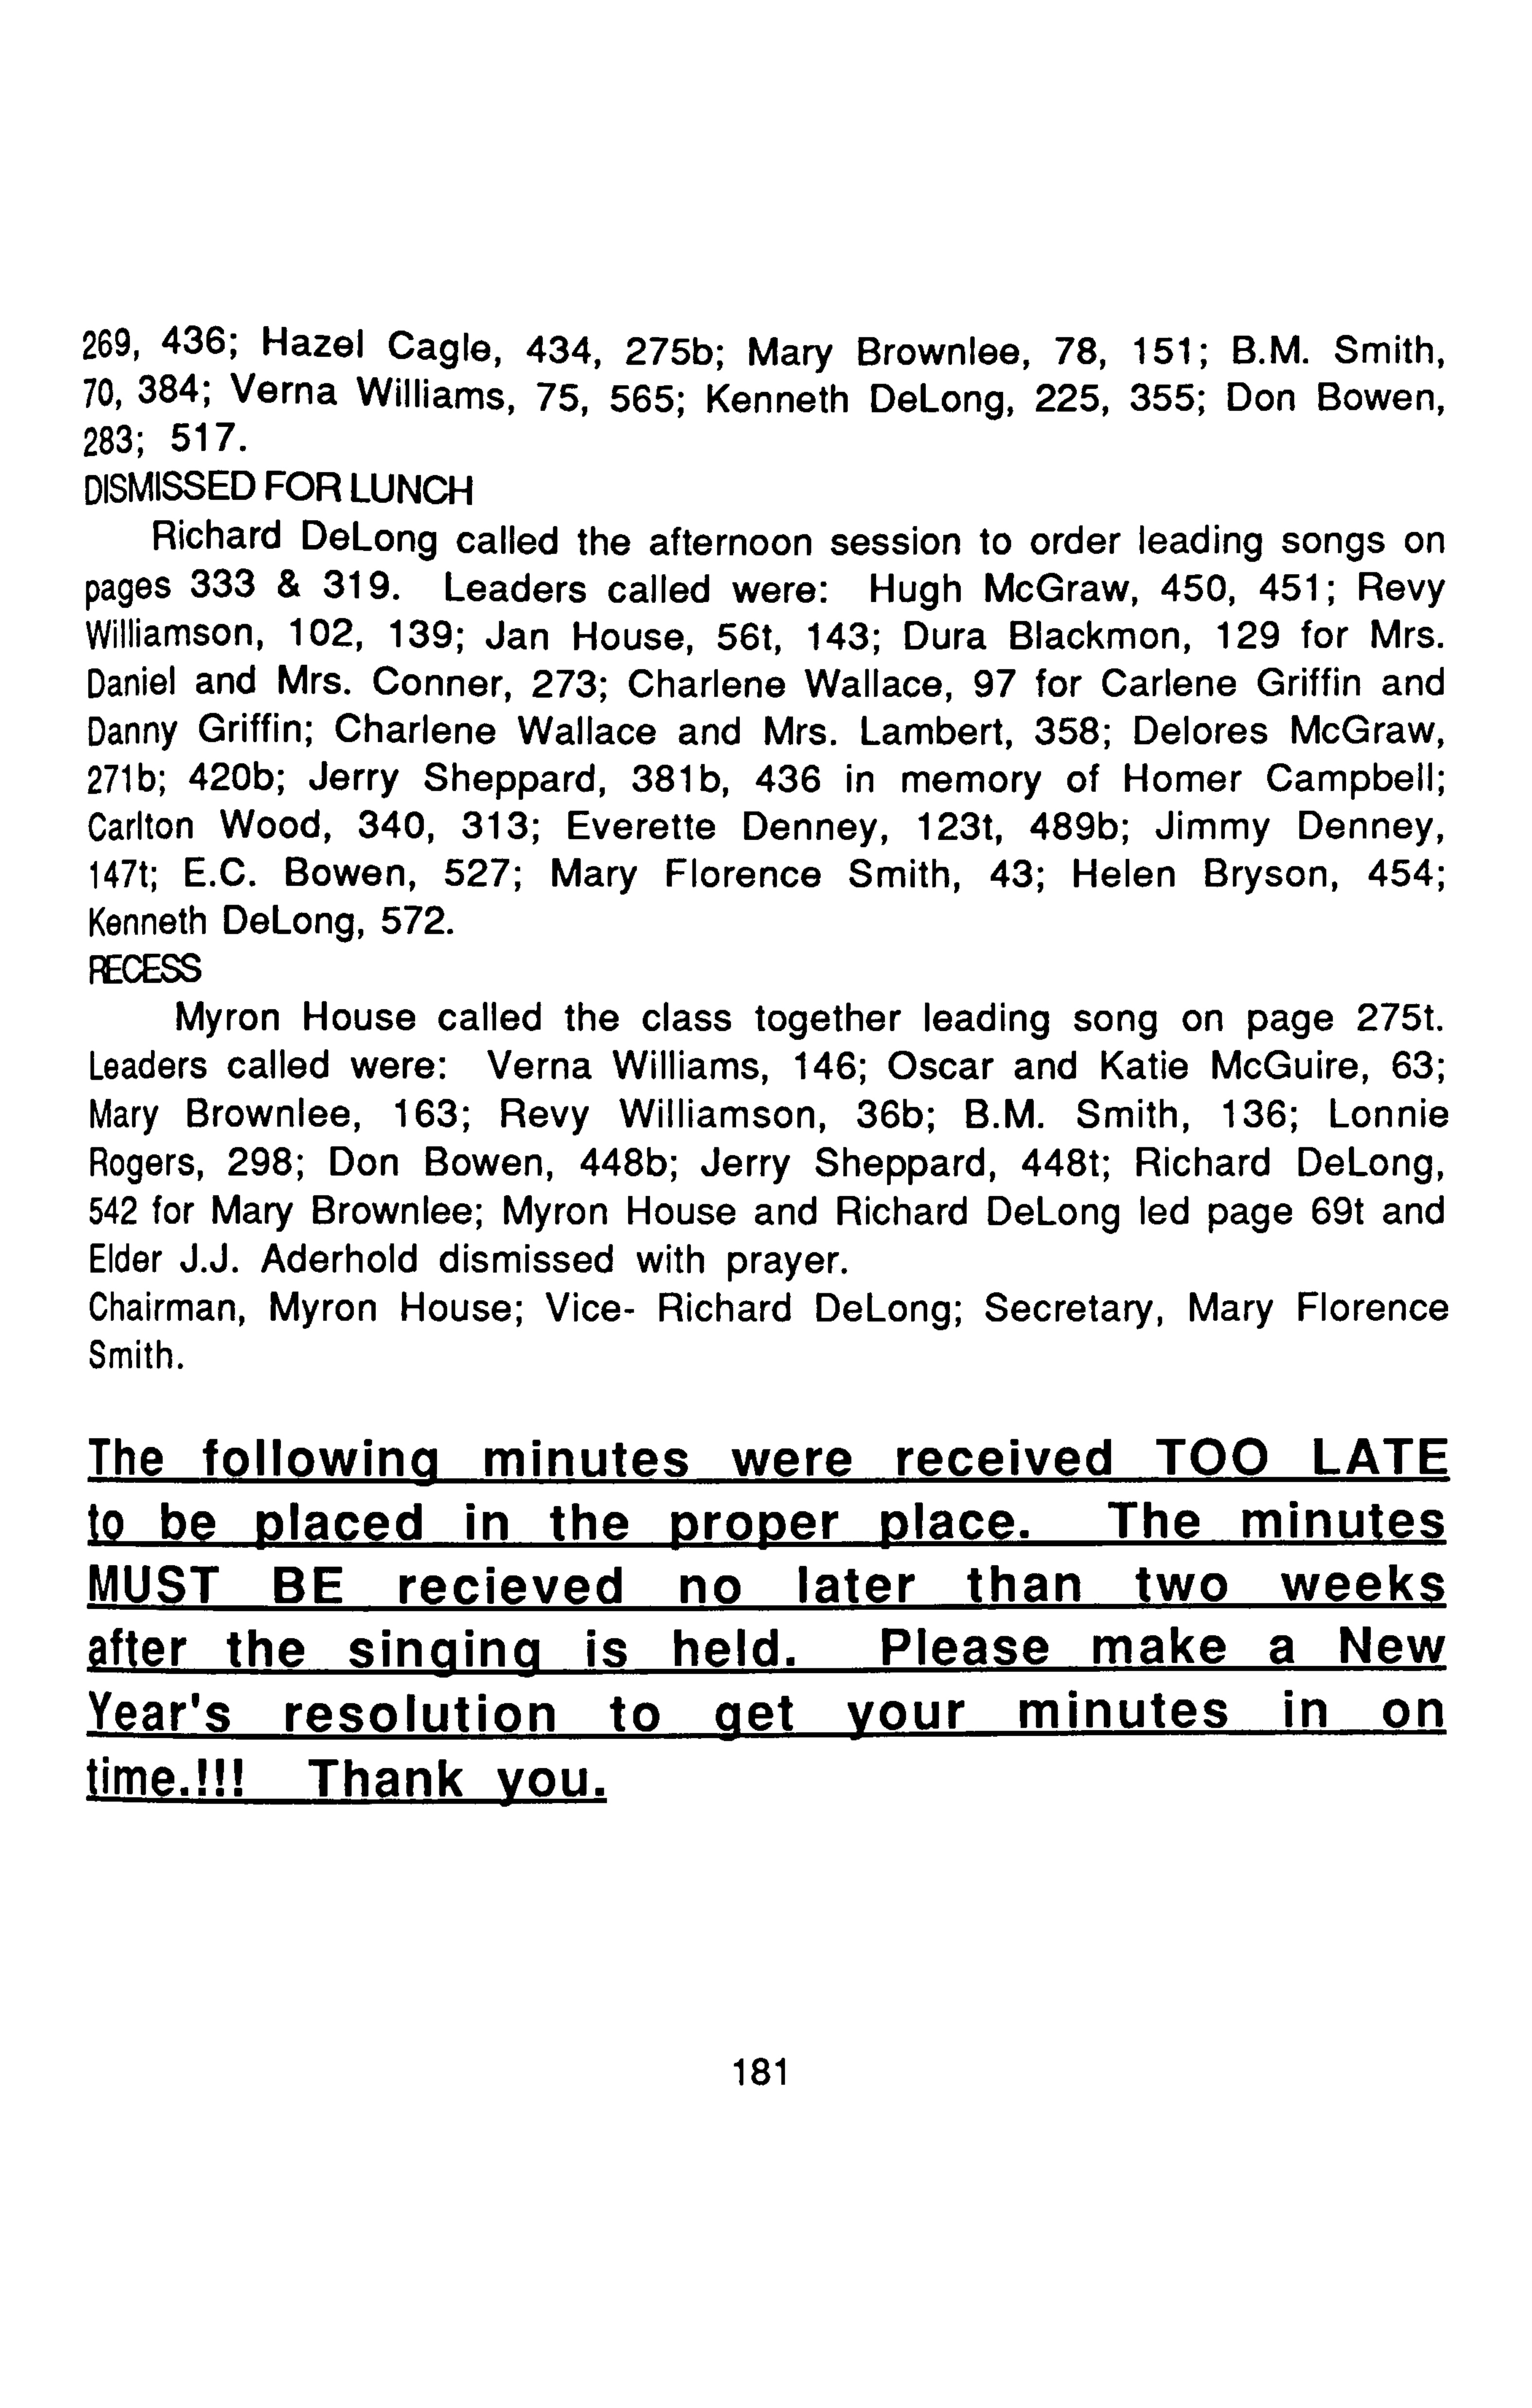 269, 436; Hazel Cagle, 434, 275b; Mary Brownlee, 78, 151; B.M. Smith,
70, 384; Verna Williams, 75, 565; Kenneth DeLong, 225, 355; Don Bowen,
283; 517.
DISMISSED FOR LUNCH
Richard DeLong called the afternoon session to order leading songs on
pages 333 & 319. Leaders called were: Hugh McGraw, 450, 451; Revy
Williamson, 102, 139; Jan House, 56t, 143; Dura Blackmon, 129 for Mrs.
Daniel and Mrs. Conner, 273; Charlene Wallace, 97 for Carlene Griffin and
Danny Griffin; Charlene Wallace and Mrs. Lambert, 358; Delores McGraw,
271b; 420b; Jerry Sheppard, 381b, 436 in memory of Homer Campbell;
Carlton Wood, 340, 313; Everette Denney, 123t, 489b; Jimmy Denney,
147t; E.C. Bowen, 527; Mary Florence Smith, 43; Helen Bryson, 454;
Kenneth DeLong, 572.
RECESS
Myron House called the class together leading song on page 275t.
Leaders called were: Verna Williams, 146; Oscar and Katie McGuire, 63;
Mary Brownlee, 163; Revy Williamson, 36b; B.M. Smith, 136; Lonnie
Rogers, 298; Don Bowen, 448b; Jerry Sheppard, 448t; Richard DeLong,
542 for Mary Brownlee; Myron House and Richard DeLong led page 69t and
Elder J.J. Aderhold dismissed with prayer.
Chairman, Myron House; Vice- Richard DeLong; Secretary, Mary Florence
Smith.
The following minutes were received TOO LATE
to be placed in the proper place. The minutes
MUST BE recieved no later than two weeks
after the singing is held. Please make a New
Year's resolution to get your minutes in on
time.!!! Thank you.
181